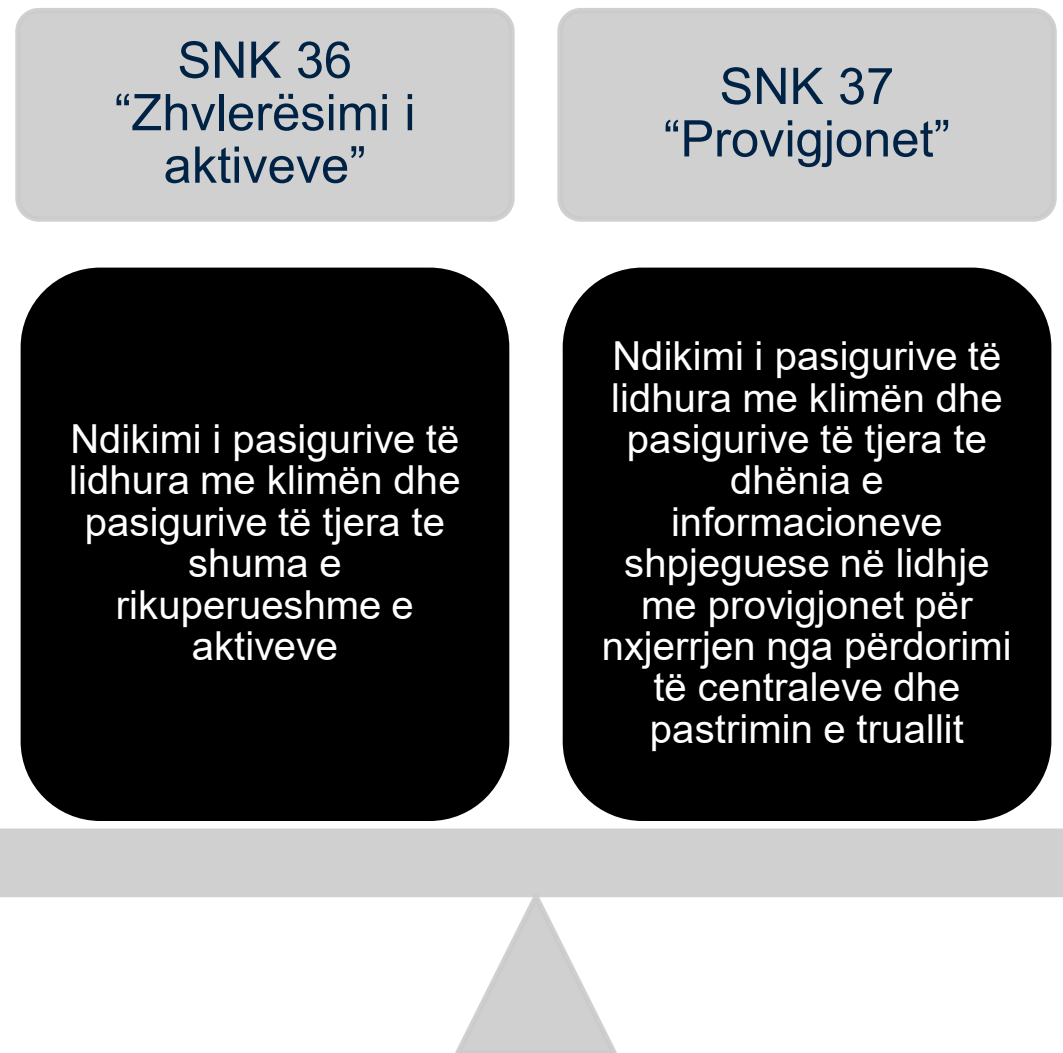 SNK 36
“Zhvlerësimi i
aktiveve”
SNK 37
“Provigjonet”
Ndikimi i pasigurive të
lidhura me klimën dhe
pasigurive të tjera te
shuma e
rikuperueshme e
aktiveve
Ndikimi i pasigurive të
lidhura me klimën dhe
pasigurive të tjera te
dhënia e
informacioneve
shpjeguese në lidhje
me provigjonet për
nxjerrjen nga përdorimi
të centraleve dhe
pastrimin e truallit